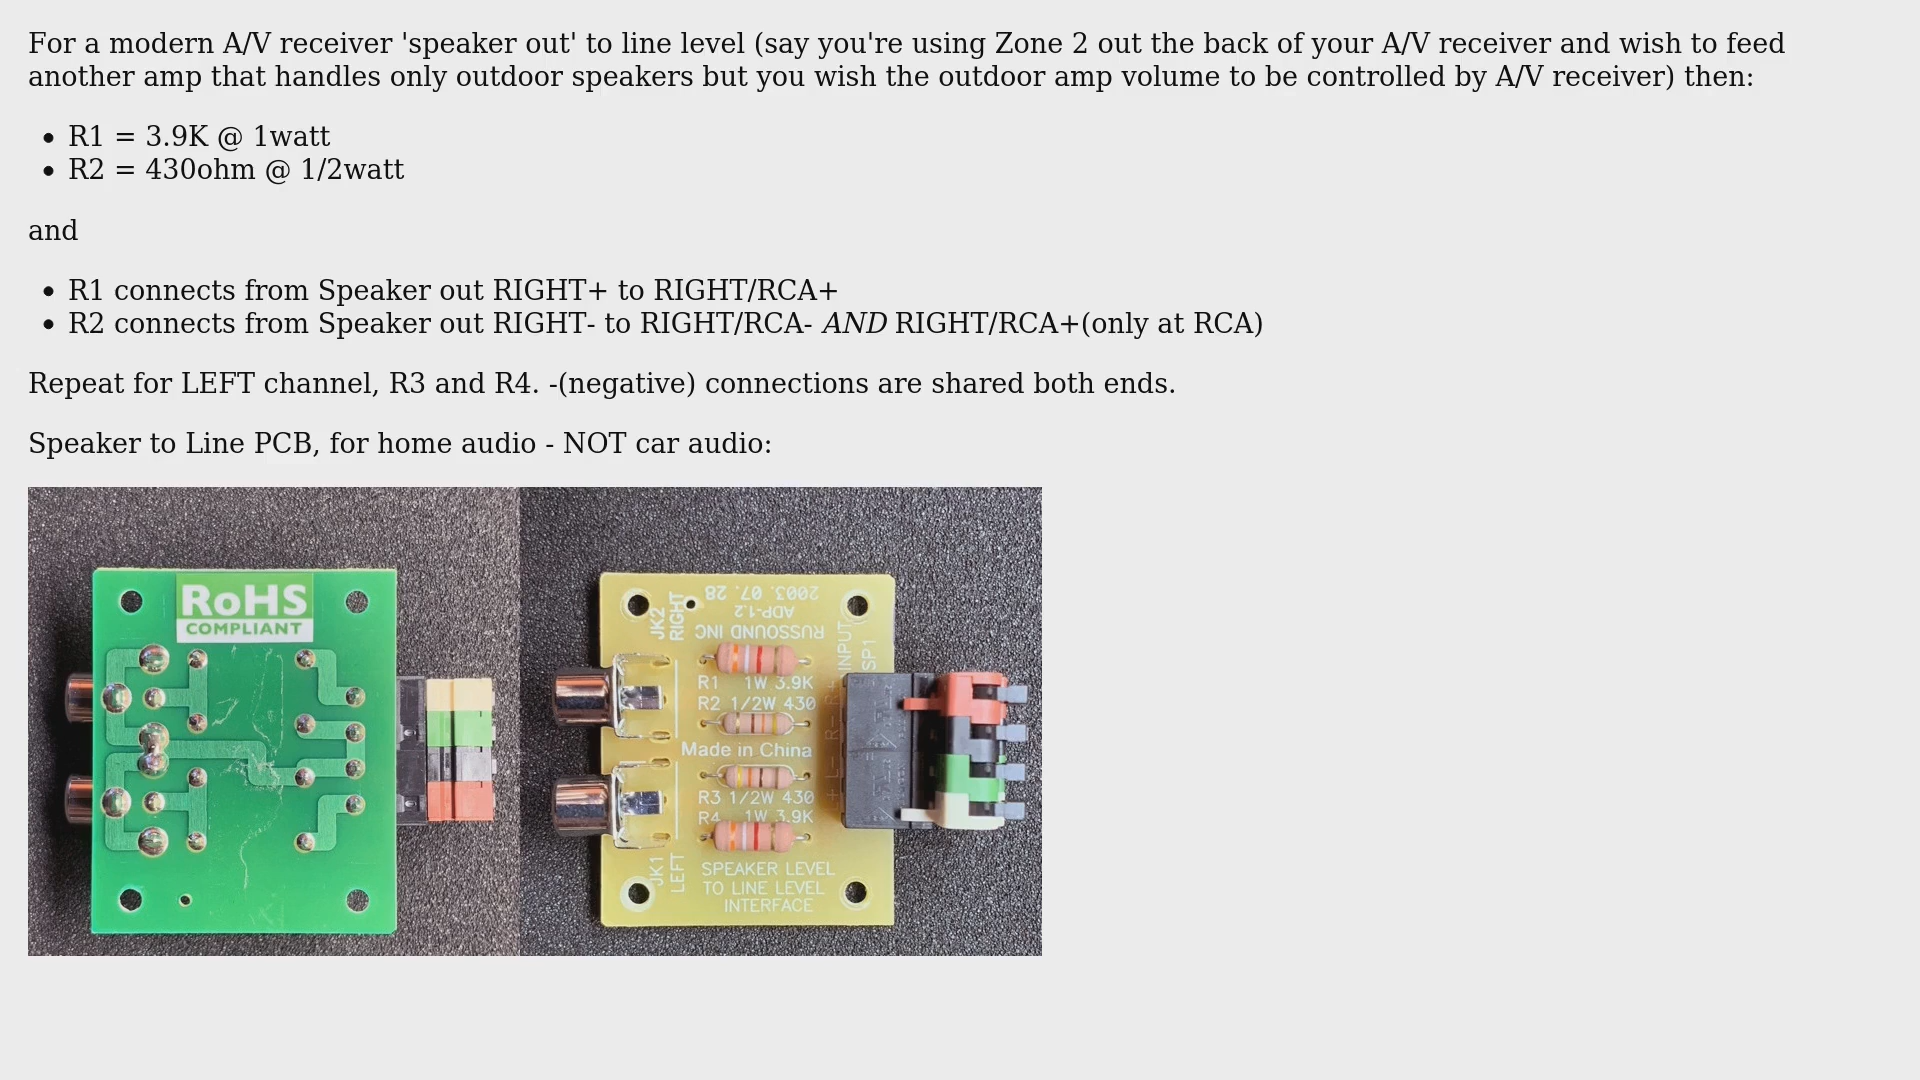 For a modern A/V receiver 'speaker out' to line level (say you're using Zone 2 out the back of your A/V receiver and wish to feed
another amp that handles only outdoor speakers but you wish the outdoor amp volume to be controlled by A/V receiver) then:
R1 = 3.9K @ 1watt
R2 = 430ohm @ 1/2watt
and
R1 connects from Speaker out RIGHT+ to RIGHT/RCA+
R2 connects from Speaker out RIGHT- to RIGHT/RCA- AND RIGHT/RCA+(only at RCA)
Repeat for LEFT channel, R3 and R4. -(negative) connections are shared both ends.
Speaker to Line PCB, for home audio - NOT car audio:
RoHS
COMPLIANT
2003. 07. 28
ADP-1.2
RUSSOUND INC
JK2
RIGHT
INPUT
SP1
R1 1W 3.9K
R2 1/2W 430
Made in China
R3 1/2W 430
R4 1W 3.9K
+ L- R- R+
JK1
LEFT
SPEAKER LEVEL
TO LINE LEVEL
INTERFACE